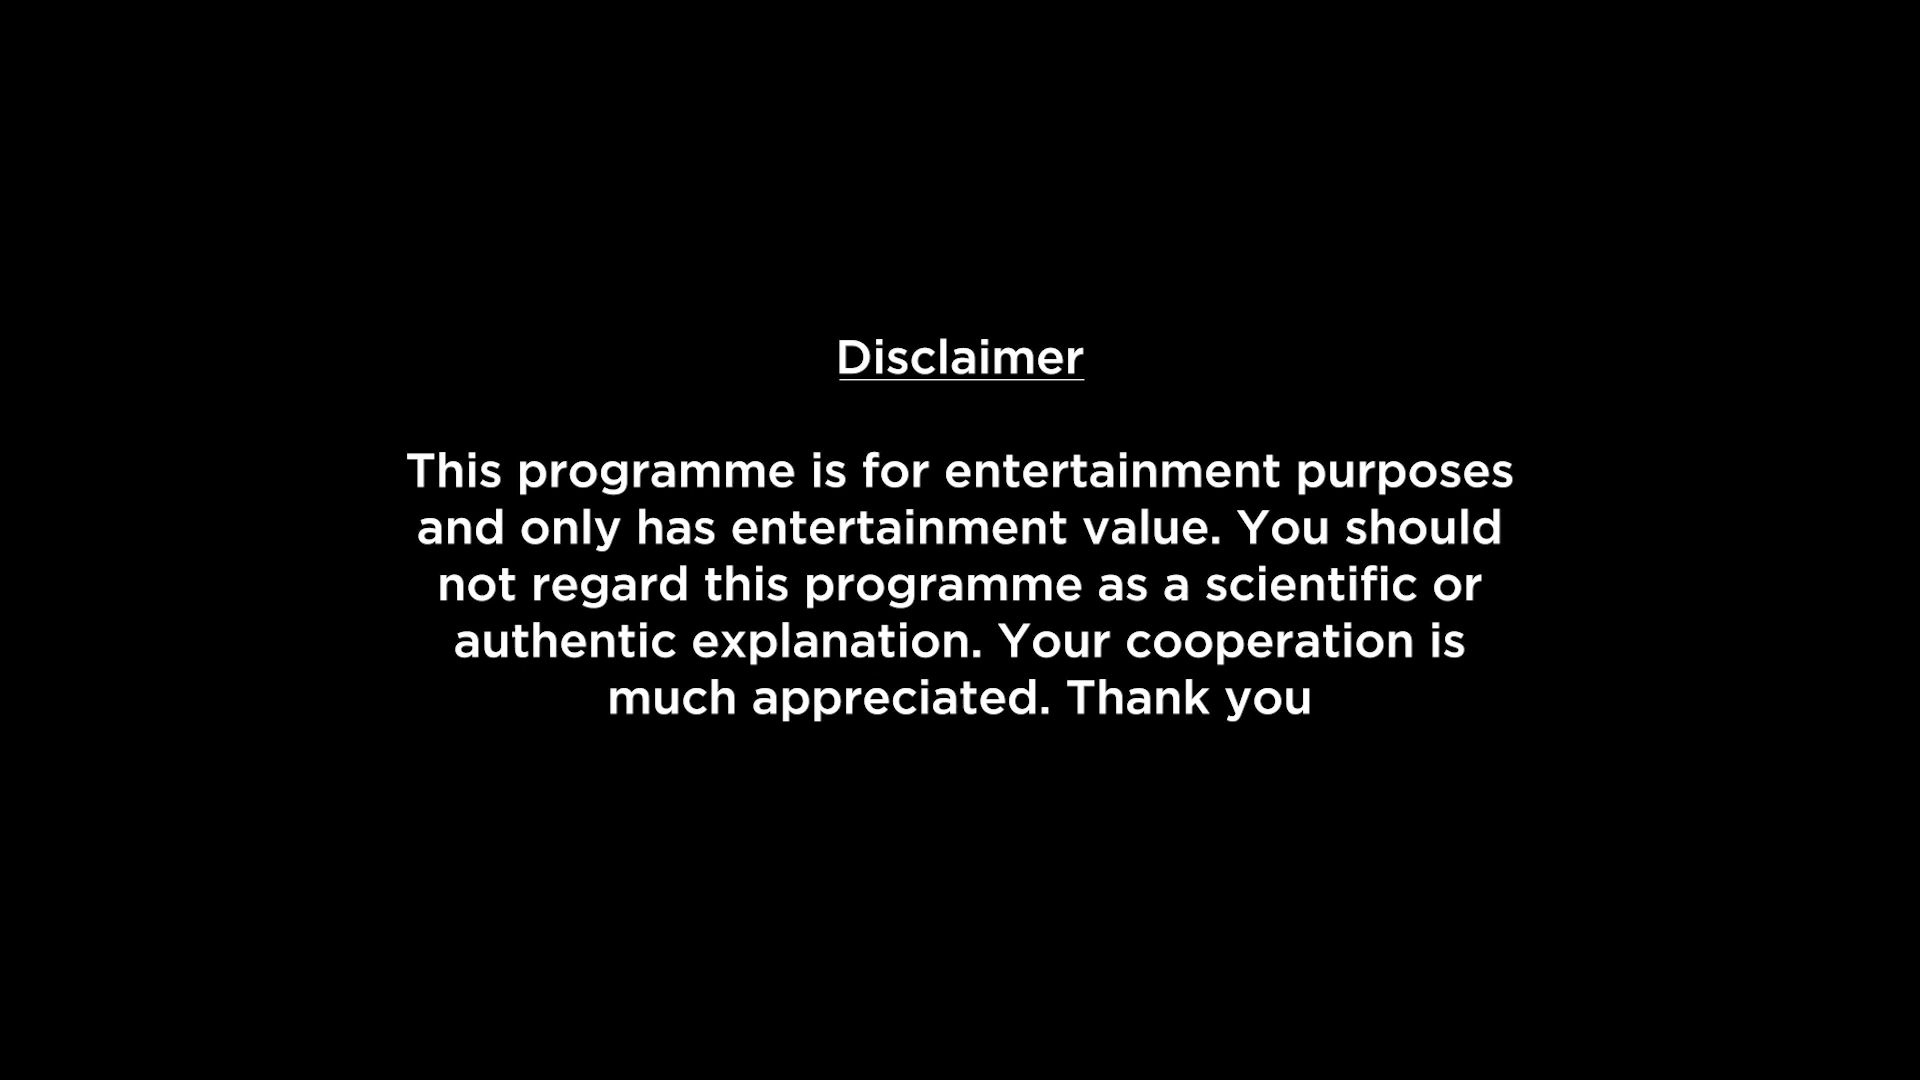 Disclaimer
This programme is for entertainment purposes
and only has entertainment value. You should
not regard this programme as a scientific or
authentic explanation. Your cooperation is
much appreciated. Thank you